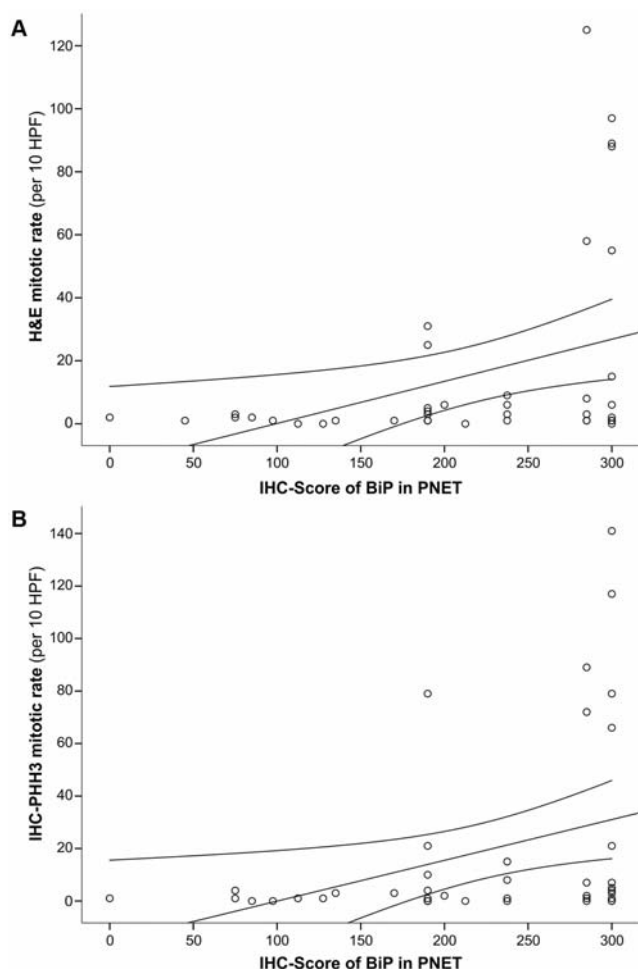 A
H&E mitotic rate (per 10 HPF)
120
100
80
60
40
20
0
0 50 100 150 200 250 300
IHC-Score of BiP in PNET
B
IHC-PHH3 mitotic rate (per 10 HPF)
140
120
100
80
60
40
20
0
0 50 100 150 200 250 300
IHC-Score of BiP in PNET